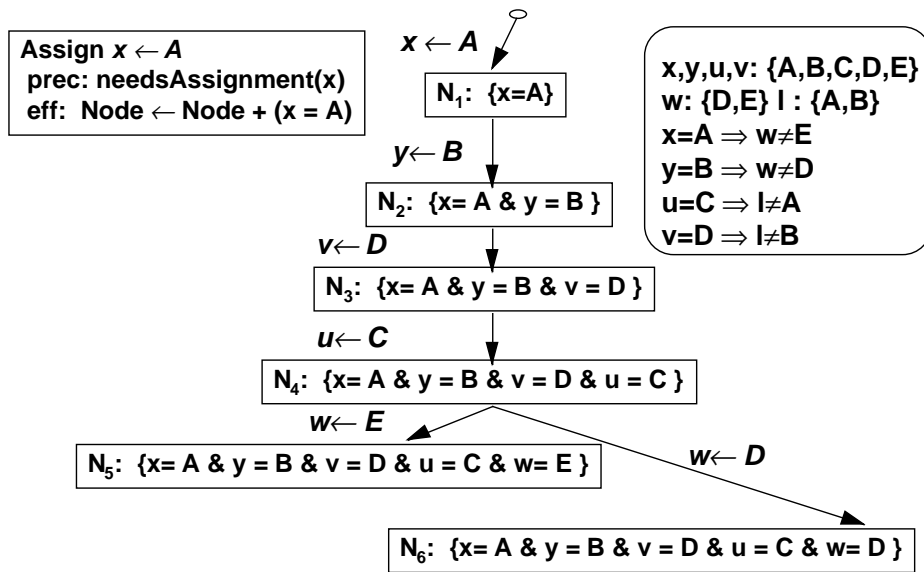 Assign x ← A
prec: needsAssignment(x)
eff: Node ← Node + (x = A)
x ← A
N1: {x=A}
x,y,u,v: {A,B,C,D,E}
w: {D,E} l : {A,B}
x=A ⇒ w≠E
y=B ⇒ w≠D
u=C ⇒ l≠A
v=D ⇒ l≠B
y← B
N2: {x= A & y = B }
v← D
N3: {x= A & y = B & v = D }
u← C
N4: {x= A & y = B & v = D & u = C }
w← E
w← D
N5: {x= A & y = B & v = D & u = C & w= E }
N6: {x= A & y = B & v = D & u = C & w= D }